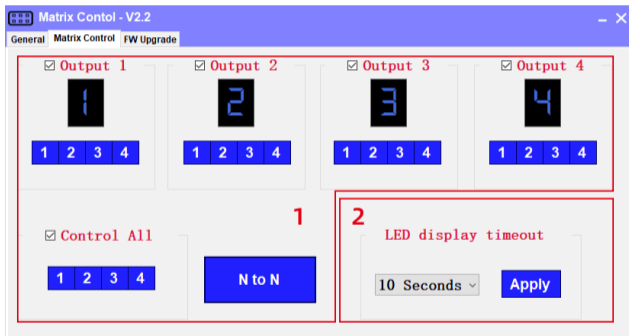 Matrix Contol - V2.2
General Matrix Control FW Upgrade
Output 1 Output 2 Output 3 Output 4
1 2 3 4
1 2 3 4 1 2 3 4 1 2 3 4 1 2 3 4
1 2
Control All LED display timeout
1 2 3 4 N to N 10 Seconds Apply